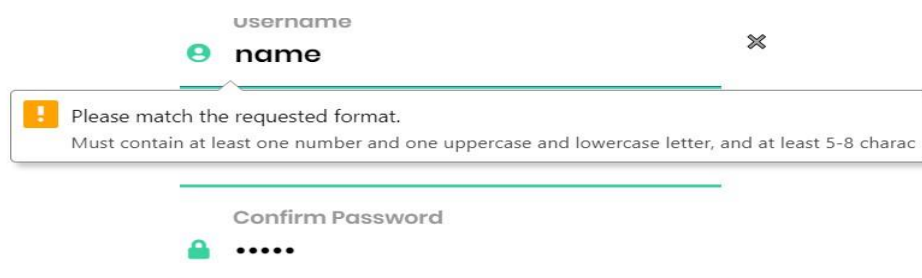 Username
name
Please match the requested format.
Must contain at least one number and one uppercase and lowercase letter, and at least 5-8 charac
Confirm Password
•••••